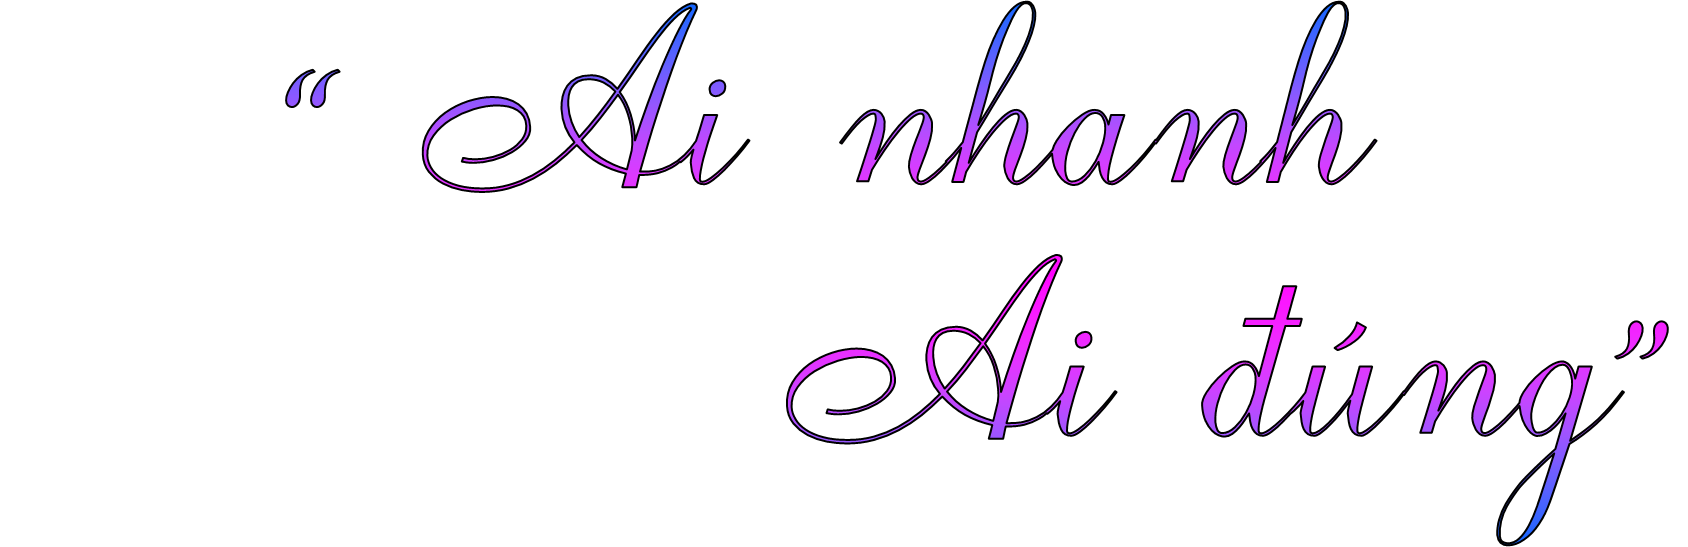 “ Ai nhanh
Ai đúng”